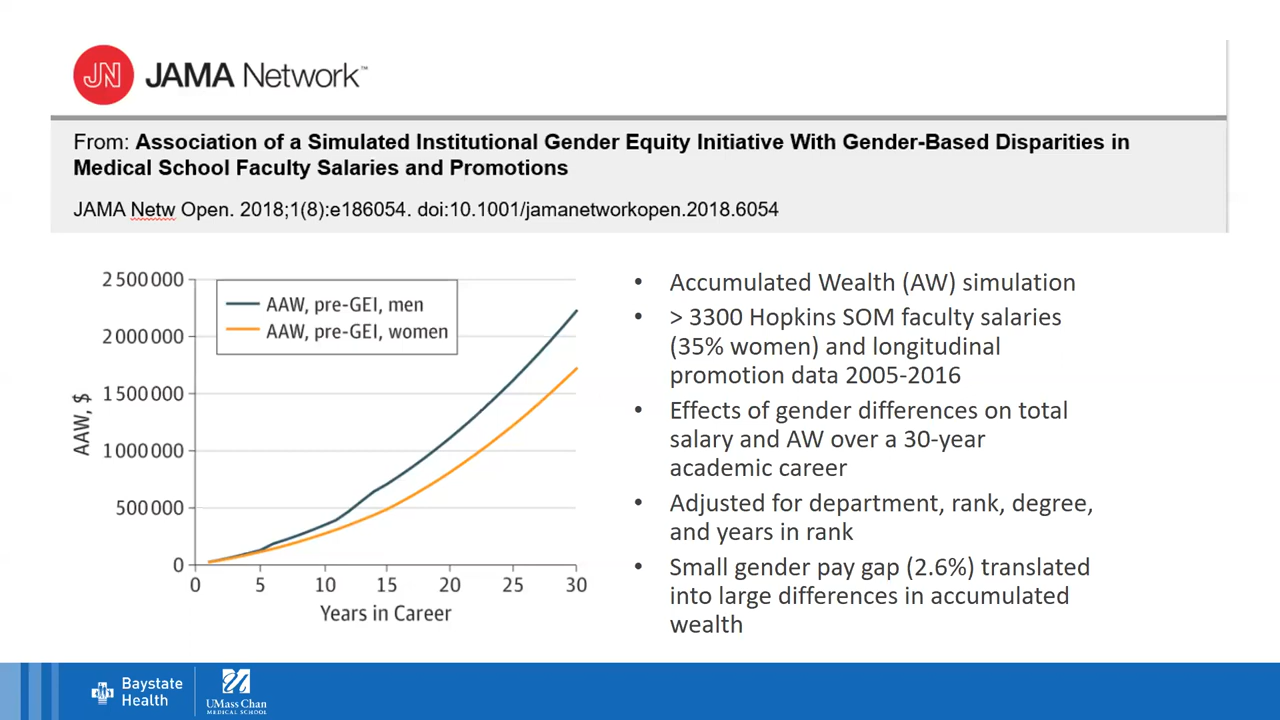 JN JAMA Network™
From: Association of a Simulated Institutional Gender Equity Initiative With Gender-Based Disparities in
Medical School Faculty Salaries and Promotions
JAMA Netw Open. 2018;1(8):e186054. doi:10.1001/jamanetworkopen.2018.6054
AAW, pre-GEI, men
AAW, pre-GEI, women
AAW, $
2 500 000
2 000 000
1 500 000
1 000 000
500 000
0
0 5 10 15 20 25 30
Years in Career
• Accumulated Wealth (AW) simulation
• > 3300 Hopkins SOM faculty salaries
(35% women) and longitudinal
promotion data 2005-2016
• Effects of gender differences on total
salary and AW over a 30-year
academic career
• Adjusted for department, rank, degree,
and years in rank
• Small gender pay gap (2.6%) translated
into large differences in accumulated
wealth
Baystate
Health
UMass Chan
MEDICAL SCHOOL